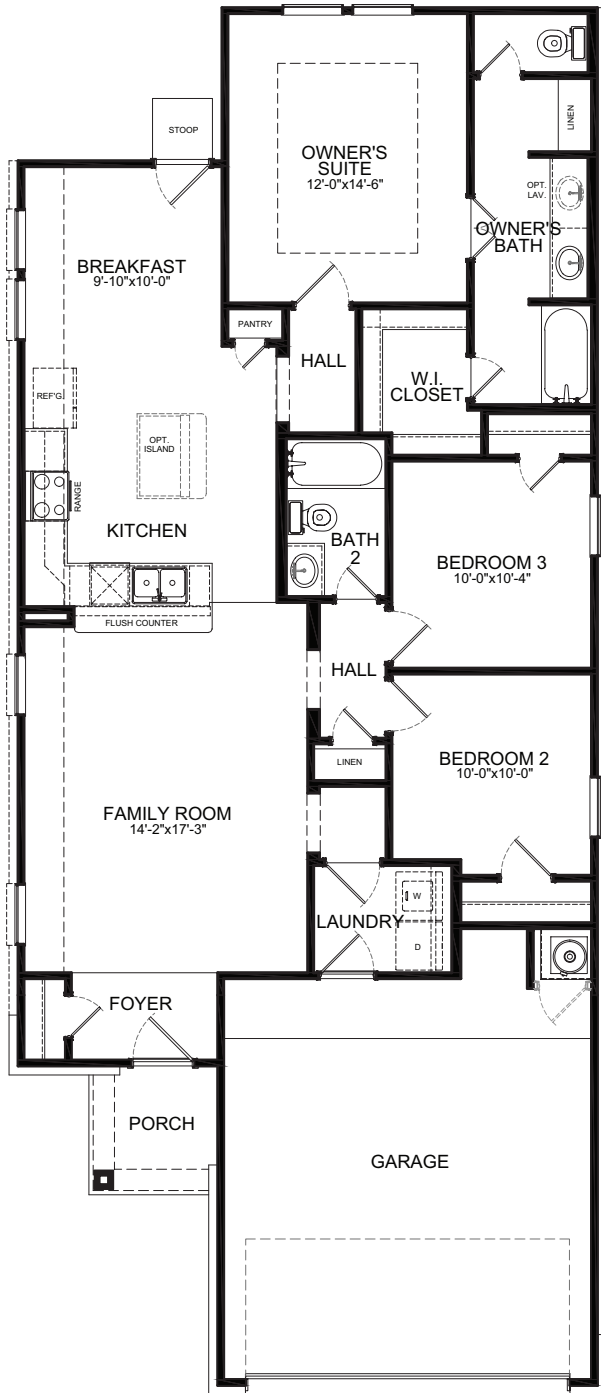 STOOP
OWNER'S
SUITE
12'-0"x14'-6"
LINEN
OPT.
LAV.
OWNER'S
BATH
BREAKFAST
9'-10"x10'-0"
PANTRY
HALL
W.I.
CLOSET
REF'G.
OPT.
ISLAND
RANGE
KITCHEN
BATH
2
BEDROOM 3
10'-0"x10'-4"
FLUSH COUNTER
HALL
LINEN
BEDROOM 2
10'-0"x10'-0"
FAMILY ROOM
14'-2"x17'-3"
W
LAUNDRY
D
FOYER
PORCH
GARAGE